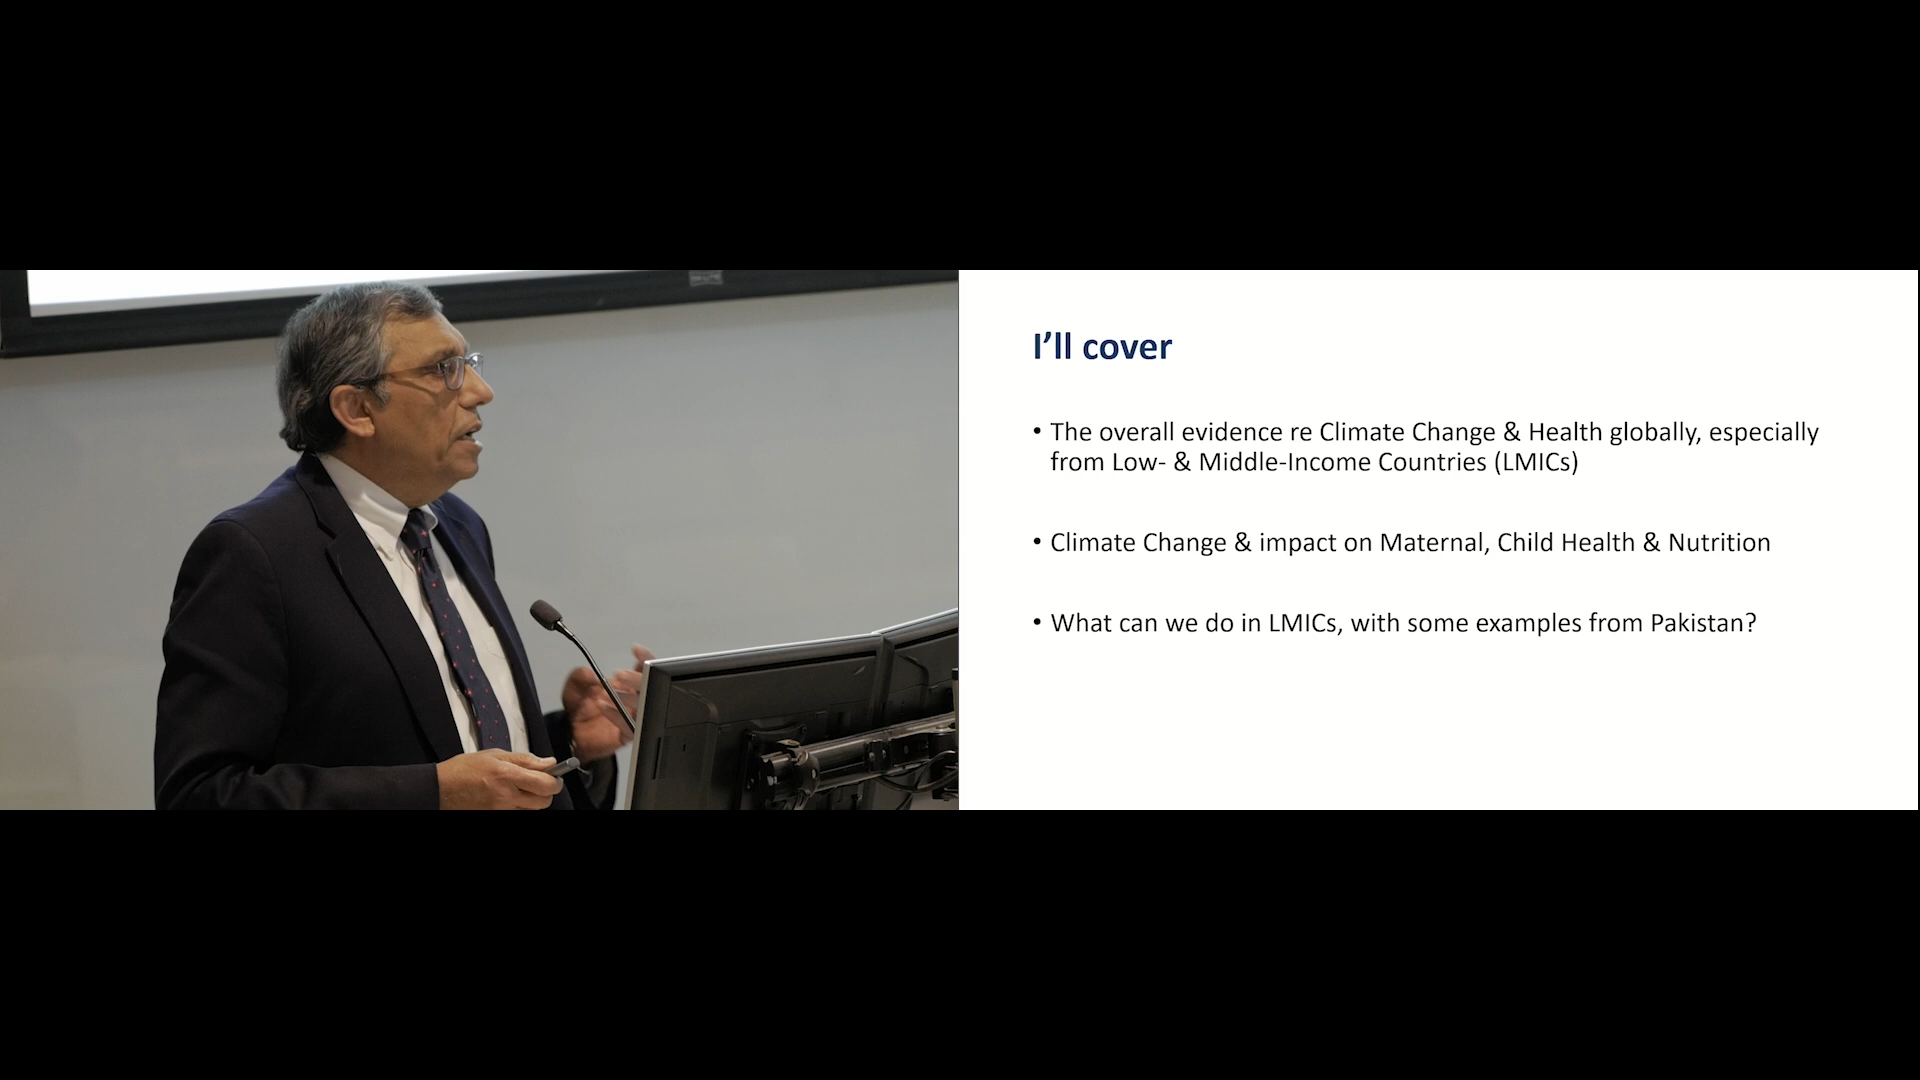 I’ll cover
• The overall evidence re Climate Change & Health globally, especially
from Low- & Middle-Income Countries (LMICs)
• Climate Change & impact on Maternal, Child Health & Nutrition
• What can we do in LMICs, with some examples from Pakistan?